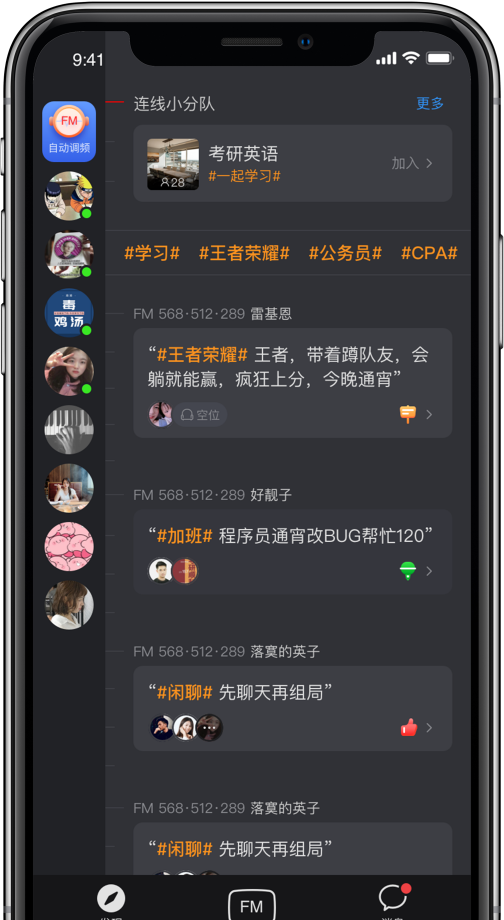 9:41
连线小分队
更多
FM
自动调频
考研英语
28
#一起学习#
加入
#学习# #王者荣耀# #公务员# #CPA#
毒
鸡汤
FM 568·512·289 雷基恩
“#王者荣耀# 王者，带着蹲队友，会
躺就能赢，疯狂上分，今晚通宵”
空位
FM 568·512·289 好靓子
“#加班# 程序员通宵改BUG帮忙120”
FM 568·512·289 落寞的英子
“#闲聊# 先聊天再组局”
FM 568·512·289 落寞的英子
“#闲聊# 先聊天再组局”
FM